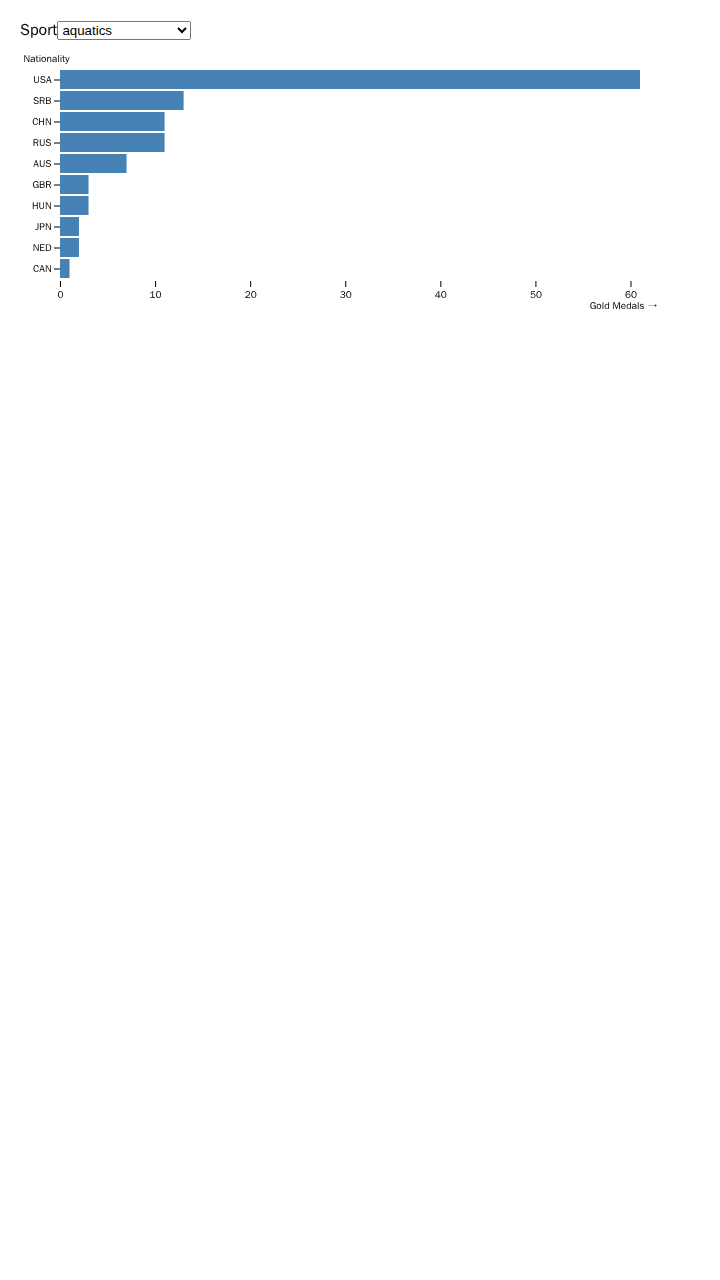 Sport aquatics
Nationality
USA
SRB
CHN
RUS
AUS
GBR
HUN
JPN
NED
CAN
0 10 20 30 40 50 60
Gold Medals →